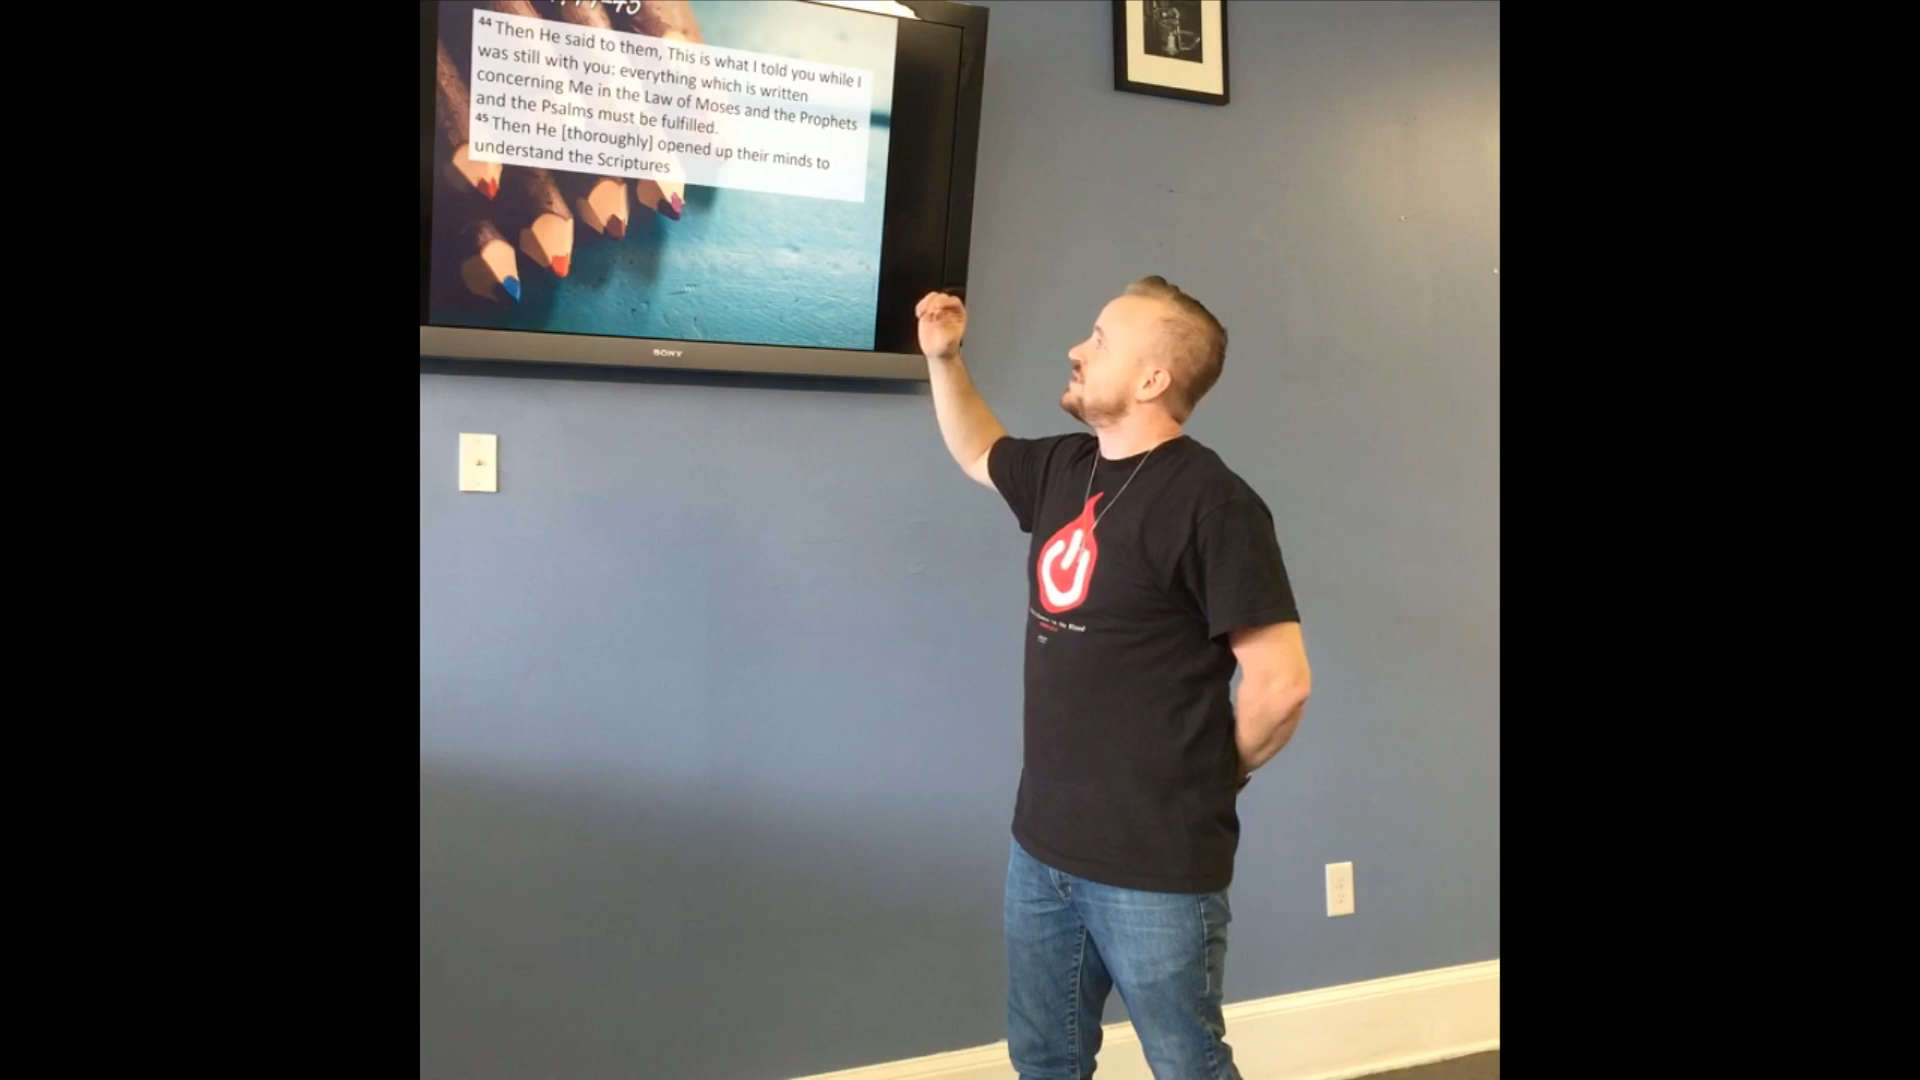 44 Then He said to them, This is what I told you while I
was still with you: everything which is written
concerning Me in the Law of Moses and the Prophets
and the Psalms must be fulfilled.
45 Then He [thoroughly] opened up their minds to
understand the Scriptures
SONY